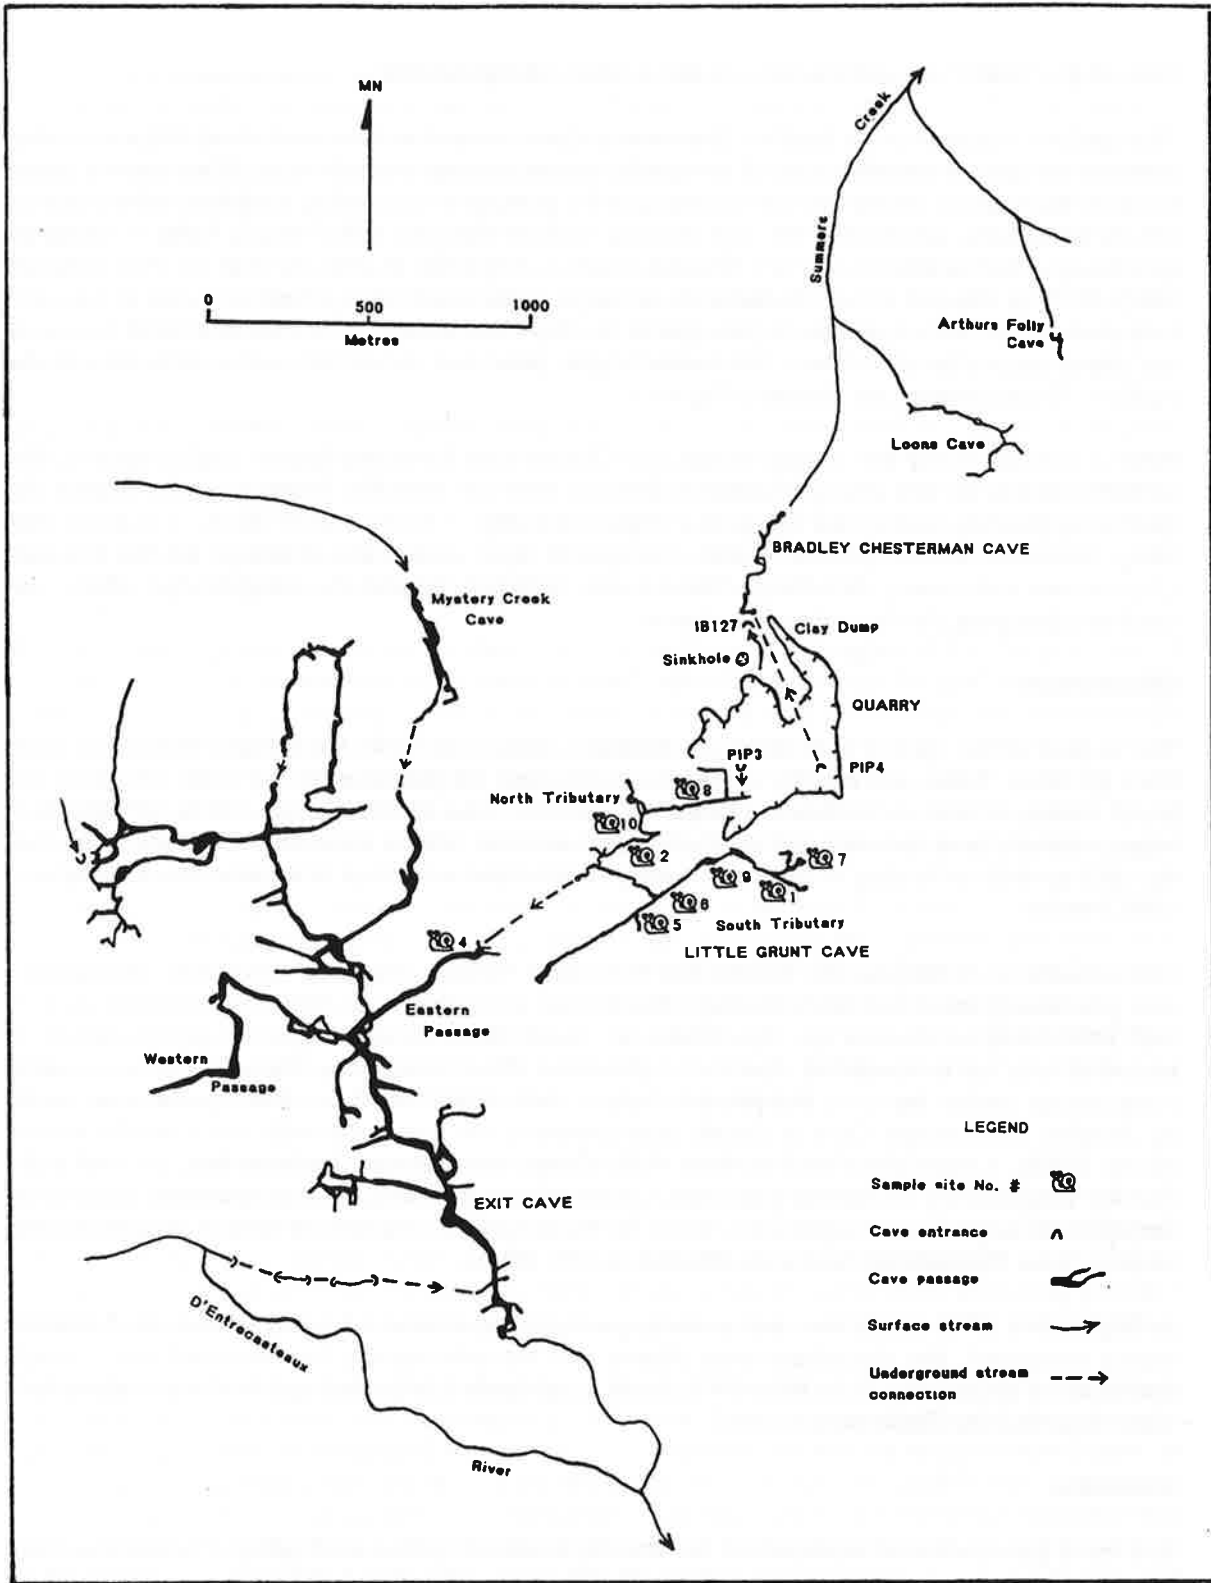 MN
0 500 1000
Metres
Creek
Summers
Arthurs Folly
Cave
Loons Cave
BRADLEY CHESTERMAN CAVE
Mystery Creek
Cave
IB127
Clay Dump
Sinkhole
QUARRY
PIP3
PIP4
8
North Tributary
10
2
7
9
1
6
5
South Tributary
4
LITTLE GRUNT CAVE
Eastern
Passage
Western
Passage
EXIT CAVE
D'Entrecasteaux
River
LEGEND
Sample site No. #
Cave entrance
Cave passage
Surface stream
Underground stream
connection